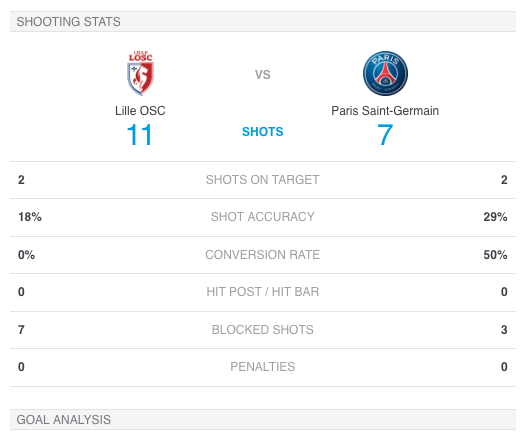 SHOOTING STATS
LILLE
LOSC
PARIS
VS
Lille OSC
Paris Saint-Germain
11 SHOTS 7
2 SHOTS ON TARGET 2
18% SHOT ACCURACY 29%
0% CONVERSION RATE 50%
0 HIT POST / HIT BAR 0
7 BLOCKED SHOTS 3
0 PENALTIES 0
GOAL ANALYSIS